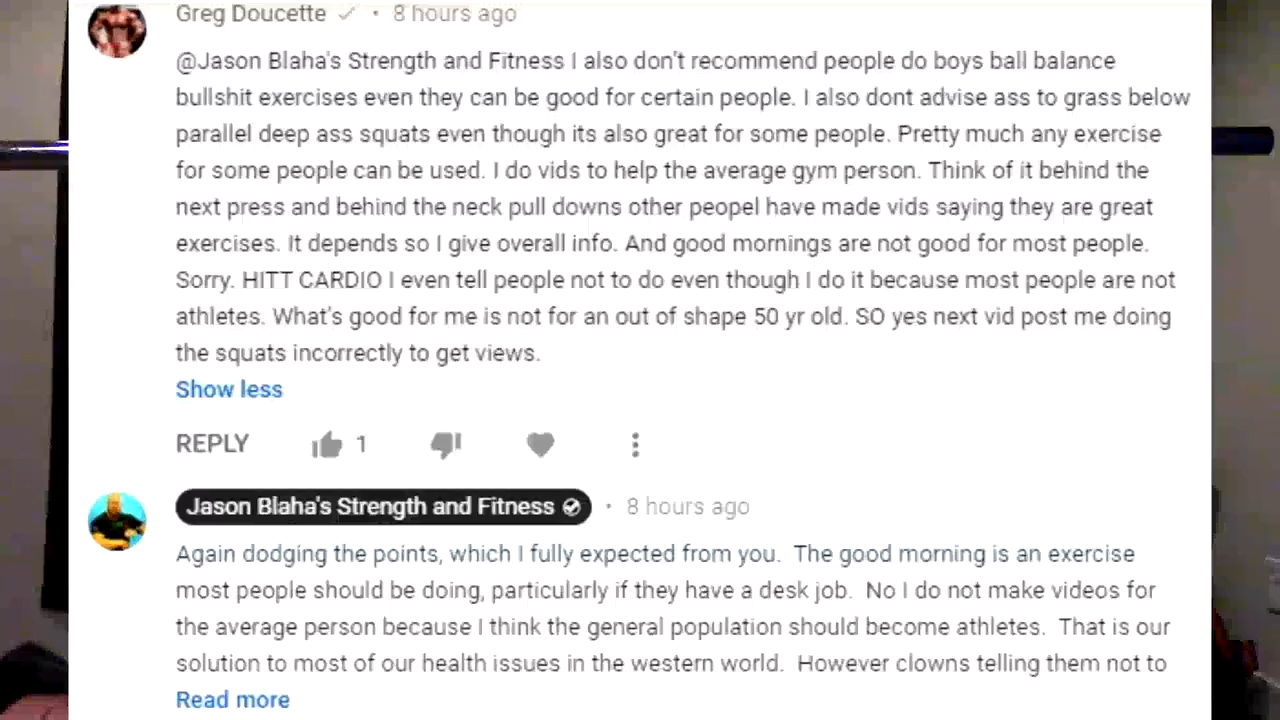 Greg Doucette ✓ • 8 hours ago
@Jason Blaha's Strength and Fitness I also don't recommend people do boys ball balance
bullshit exercises even they can be good for certain people. I also dont advise ass to grass below
parallel deep ass squats even though its also great for some people. Pretty much any exercise
for some people can be used. I do vids to help the average gym person. Think of it behind the
next press and behind the neck pull downs other peopel have made vids saying they are great
exercises. It depends so I give overall info. And good mornings are not good for most people.
Sorry. HITT CARDIO I even tell people not to do even though I do it because most people are not
athletes. What's good for me is not for an out of shape 50 yr old. SO yes next vid post me doing
the squats incorrectly to get views.
Show less
REPLY 1
Jason Blaha's Strength and Fitness • 8 hours ago
Again dodging the points, which I fully expected from you. The good morning is an exercise
most people should be doing, particularly if they have a desk job. No I do not make videos for
the average person because I think the general population should become athletes. That is our
solution to most of our health issues in the western world. However clowns telling them not to
Read more